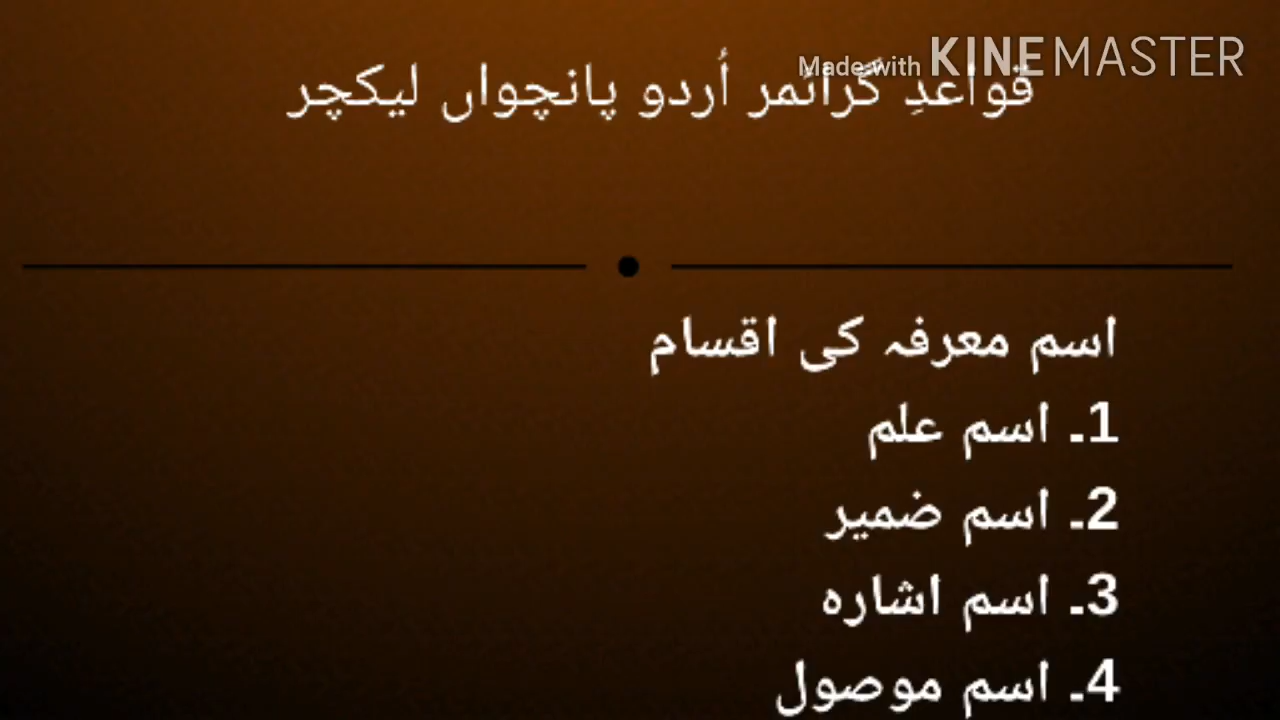 Made with KINEMASTER
قواعدِ گرائمر اُردو پانچواں لیکچر
اسم معرفہ کی اقسام
1۔ اسم علم
2۔ اسم ضمیر
3۔ اسم اشارہ
4۔ اسم موصول